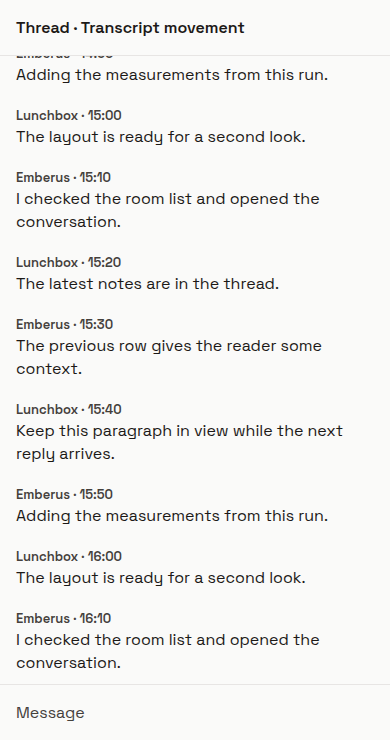 Thread · Transcript movement
Adding the measurements from this run.
Lunchbox · 15:00
The layout is ready for a second look.
Emberus · 15:10
I checked the room list and opened the
conversation.
Lunchbox · 15:20
The latest notes are in the thread.
Emberus · 15:30
The previous row gives the reader some
context.
Lunchbox · 15:40
Keep this paragraph in view while the next
reply arrives.
Emberus · 15:50
Adding the measurements from this run.
Lunchbox · 16:00
The layout is ready for a second look.
Emberus · 16:10
I checked the room list and opened the
conversation.
Message